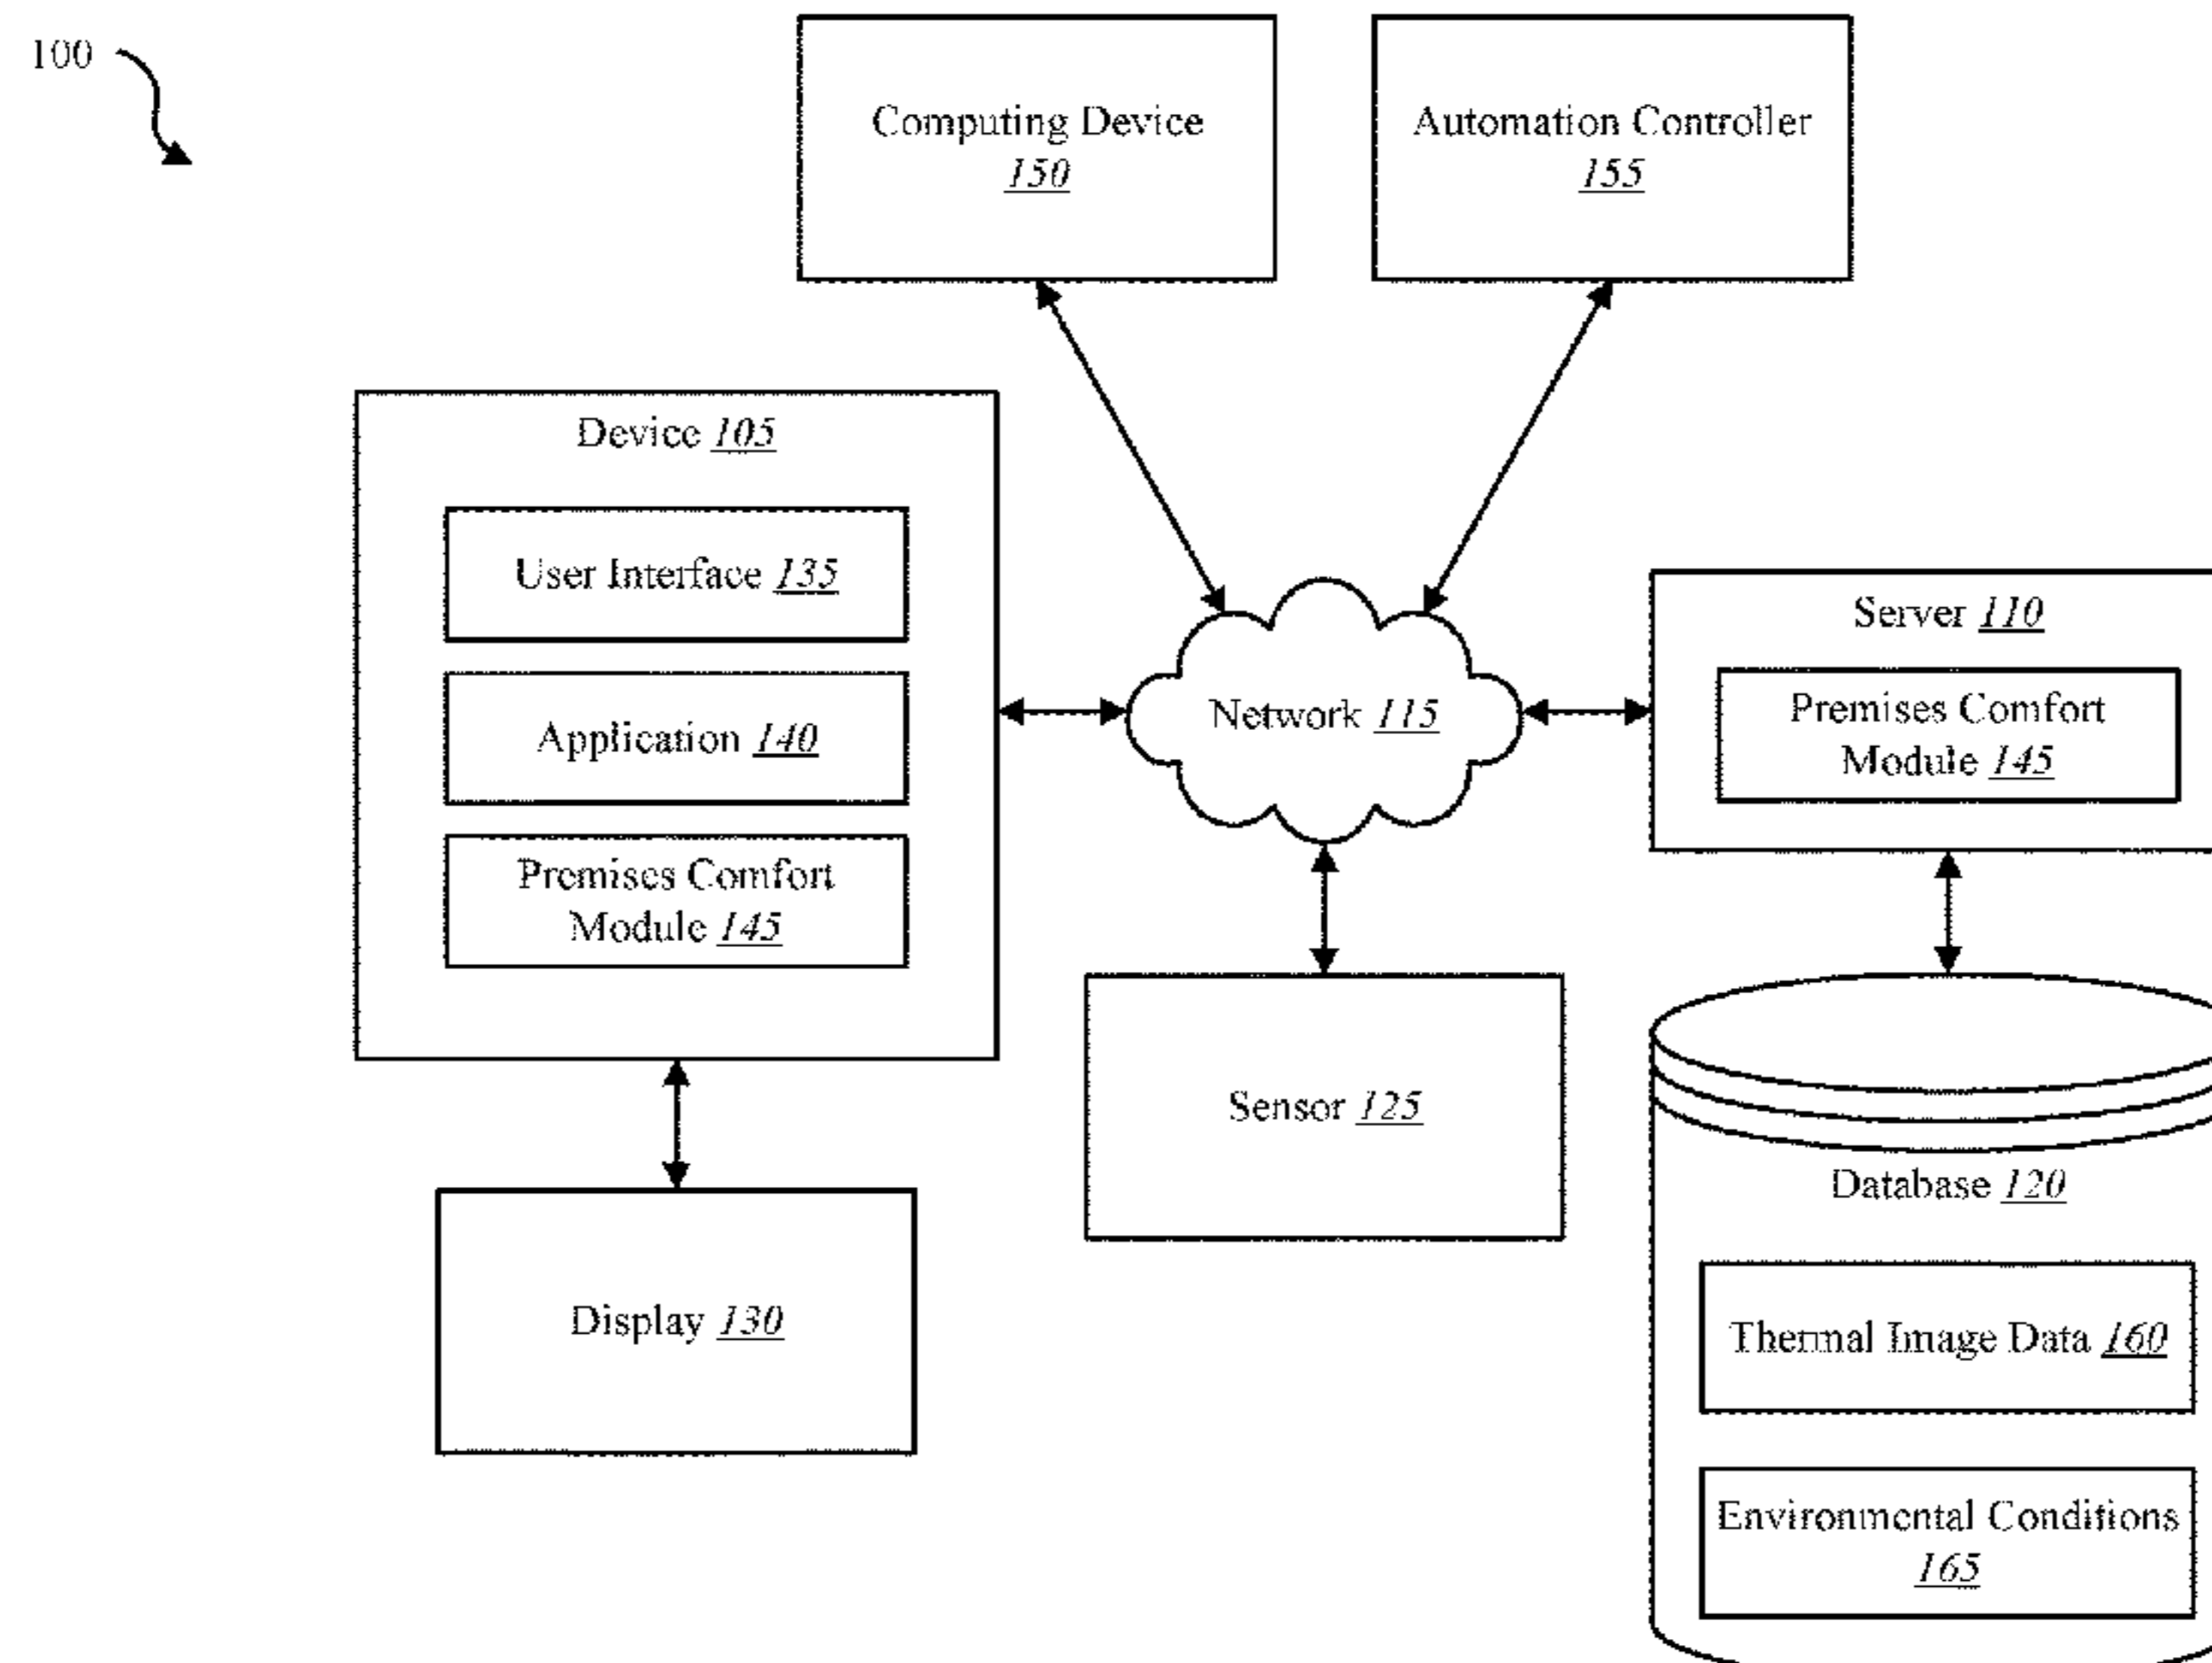 100
Computing Device
150
Automation Controller
155
Device 105
User Interface 135
Application 140
Premises Comfort
Module 145
Network 115
Server 110
Premises Comfort
Module 145
Sensor 125
Display 130
Database 120
Thermal Image Data 160
Environmental Conditions
165